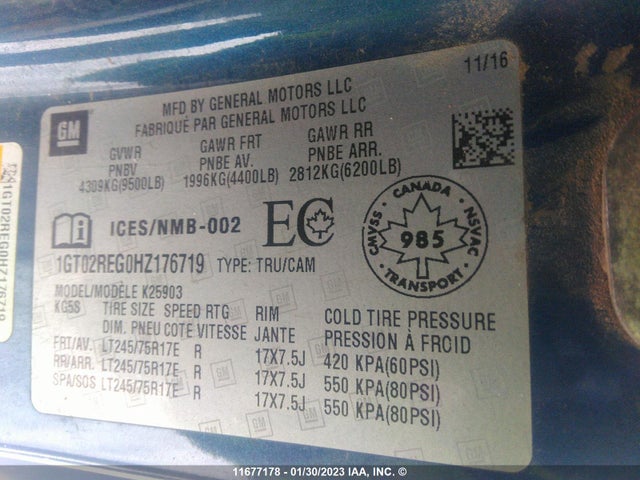 11/16
MFD BY GENERAL MOTORS LLC
FABRIQUÉ PAR GENERAL MOTORS LLC
GM
GVWR GAWR FRT GAWR RR
PNBV PNBE AV. PNBE ARR.
4309KG(9500LB) 1996KG(4400LB) 2812KG(6200LB)
ICES/NMB-002 EC
CANADA
CMVSS 985 NSVAC
TRANSPORT
1GT02REG0HZ176719 TYPE: TRU/CAM
MODEL/MODÈLE K25903
KG5S TIRE SIZE SPEED RTG RIM COLD TIRE PRESSURE
DIM. PNEU COTE VITESSE JANTE PRESSION À FROID
FRT/AV. LT245/75R17E R 17X7.5J 420 KPA(60PSI)
RR/ARR. LT245/75R17E R 17X7.5J 550 KPA(80PSI)
SPA/SOS LT245/75R17E R 17X7.5J 550 KPA(80PSI)
1GT02REG0HZ176719
11677178 - 01/30/2023 IAA, INC. ©